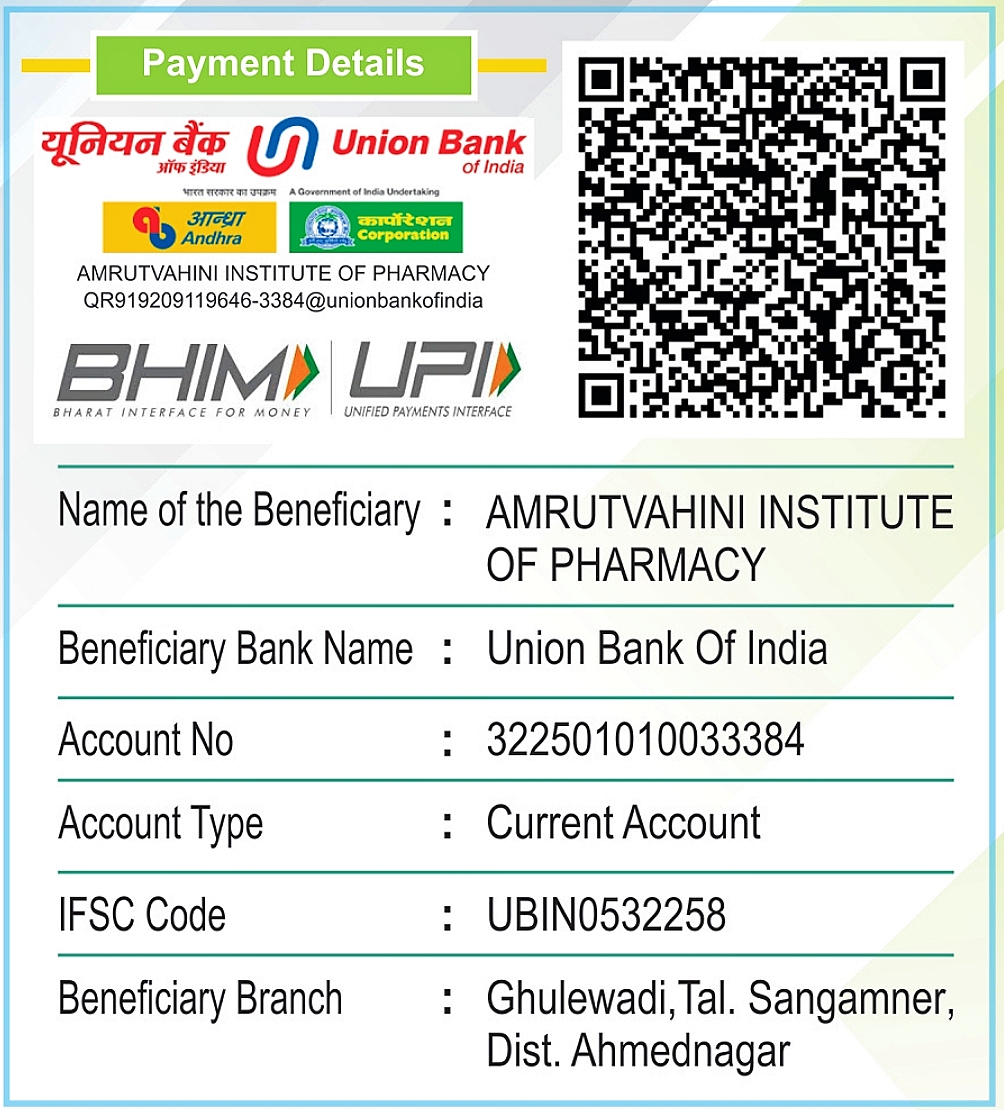 Payment Details
यूनियन बैंक
ऑफ इंडिया
Union Bank
of India
भारत सरकार का उपक्रम A Government of India Undertaking
आन्ध्रा
Andhra
कार्पोरेशन
Corporation
AMRUTVAHINI INSTITUTE OF PHARMACY
QR919209119646-3384@unionbankofindia
BHIM UPI
BHARAT INTERFACE FOR MONEY UNIFIED PAYMENTS INTERFACE
Name of the Beneficiary : AMRUTVAHINI INSTITUTE
OF PHARMACY
Beneficiary Bank Name : Union Bank Of India
Account No : 322501010033384
Account Type : Current Account
IFSC Code : UBIN0532258
Beneficiary Branch : Ghulewadi,Tal. Sangamner,
Dist. Ahmednagar